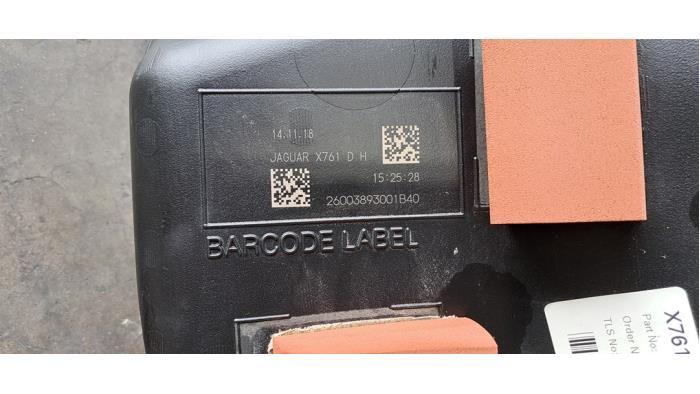 14.11.18
JAGUAR X761 D H
15:25:28
26003893001B40
BARCODE LABEL
X761
Part No:
Order N
TLS No: